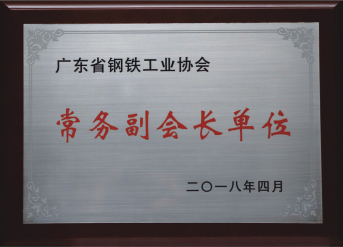 广东省钢铁工业协会
常务副会长单位
二〇一八年四月